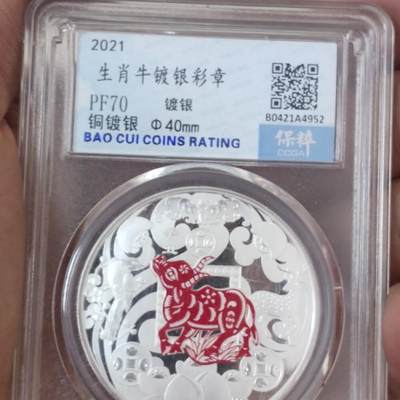 2021
生肖牛镀银彩章
PF70 镀银
铜镀银 Φ40mm
BAO CUI COINS RATING
B0421A4952
保粹
CCGA